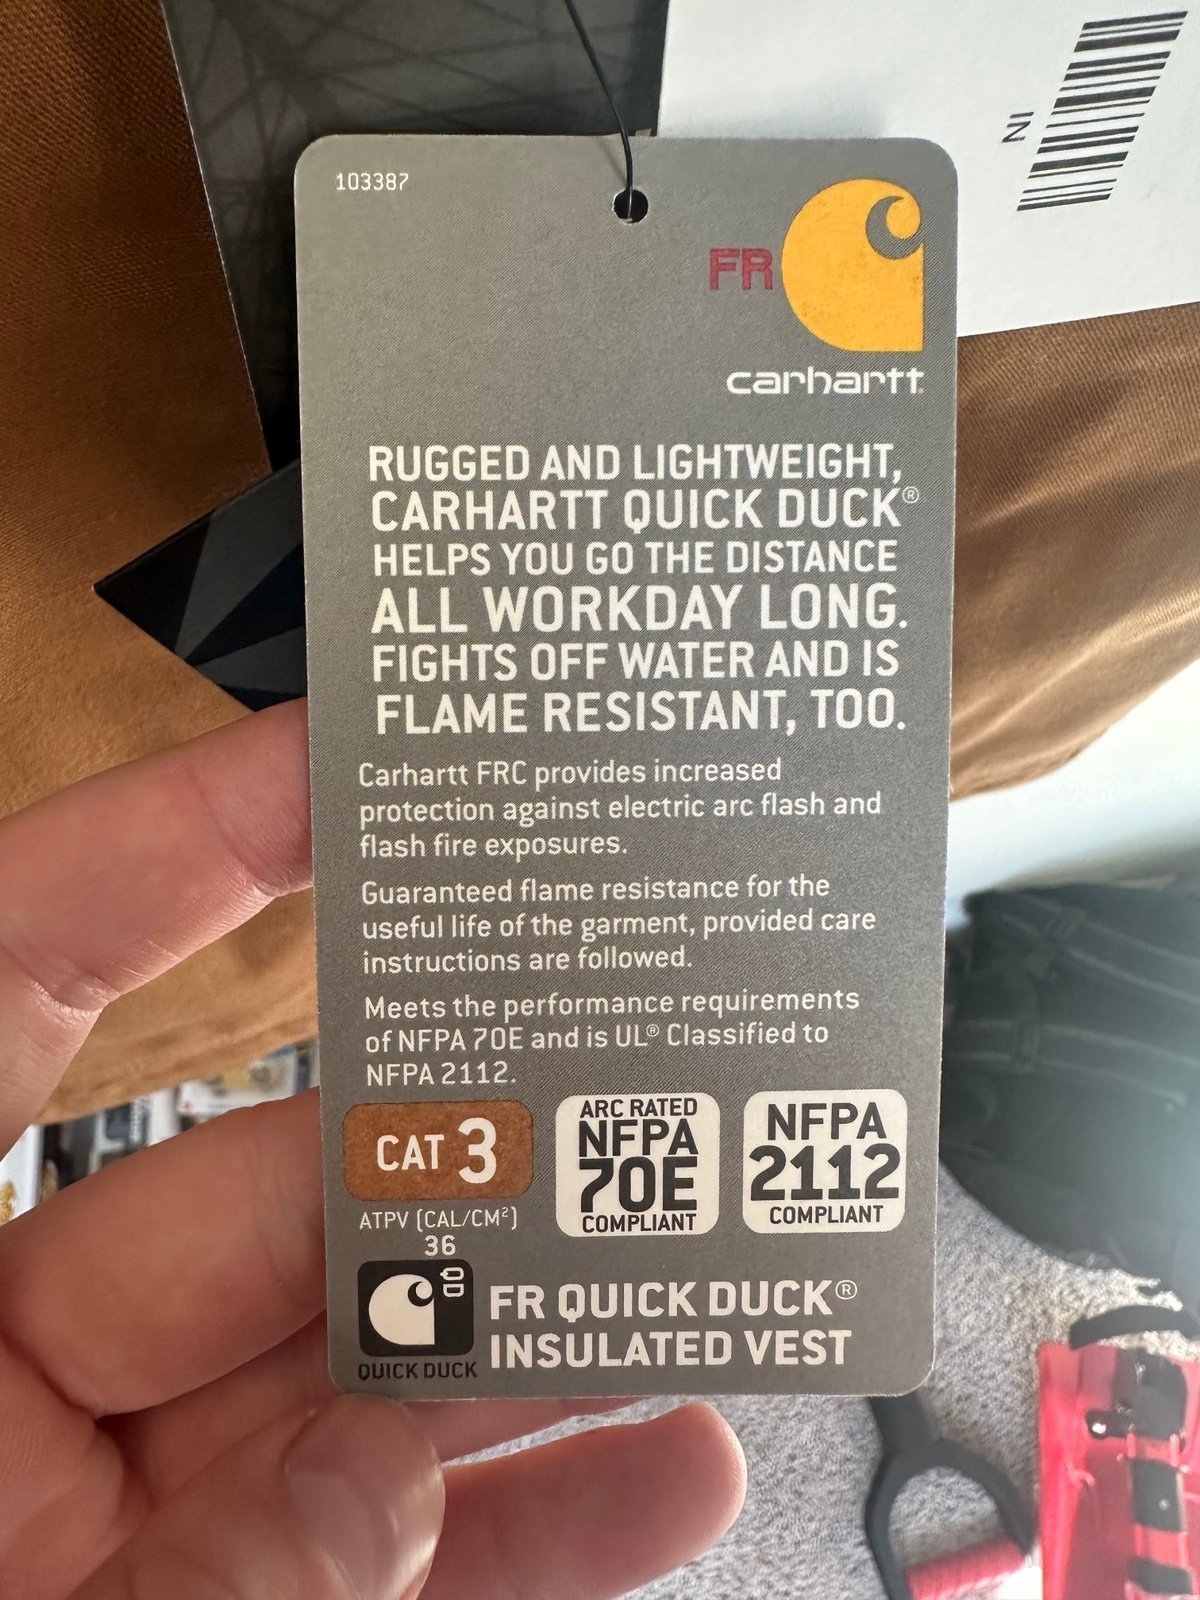 103387
FR
carhartt
RUGGED AND LIGHTWEIGHT,
CARHARTT QUICK DUCK®
HELPS YOU GO THE DISTANCE
ALL WORKDAY LONG.
FIGHTS OFF WATER AND IS
FLAME RESISTANT, TOO.
Carhartt FRC provides increased
protection against electric arc flash and
flash fire exposures.
Guaranteed flame resistance for the
useful life of the garment, provided care
instructions are followed.
Meets the performance requirements
of NFPA 70E and is UL® Classified to
NFPA 2112.
CAT 3
ATPV (CAL/CM²)
36
ARC RATED
NFPA
70E
COMPLIANT
NFPA
2112
COMPLIANT
QD
QUICK DUCK
FR QUICK DUCK®
INSULATED VEST
IN